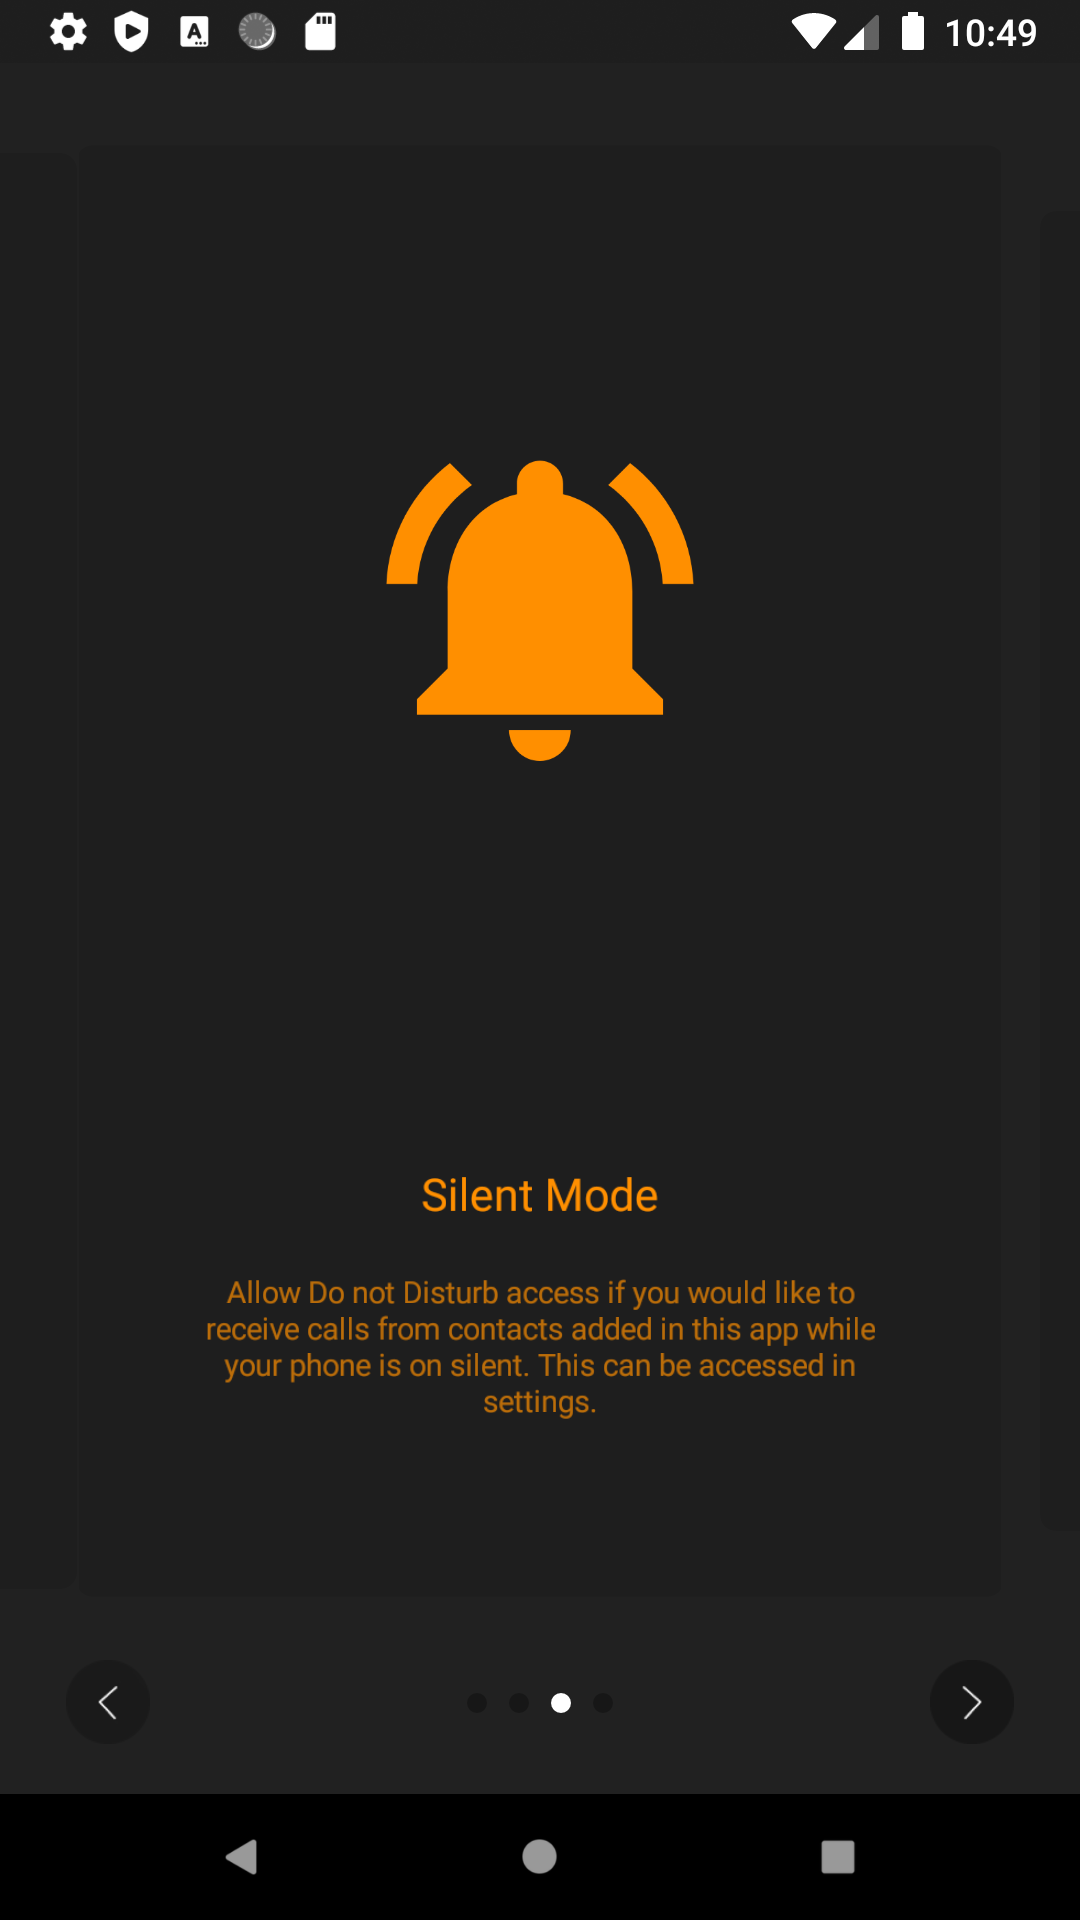 10:49
Silent Mode
Allow Do not Disturb access if you would like to
receive calls from contacts added in this app while
your phone is on silent. This can be accessed in
settings.